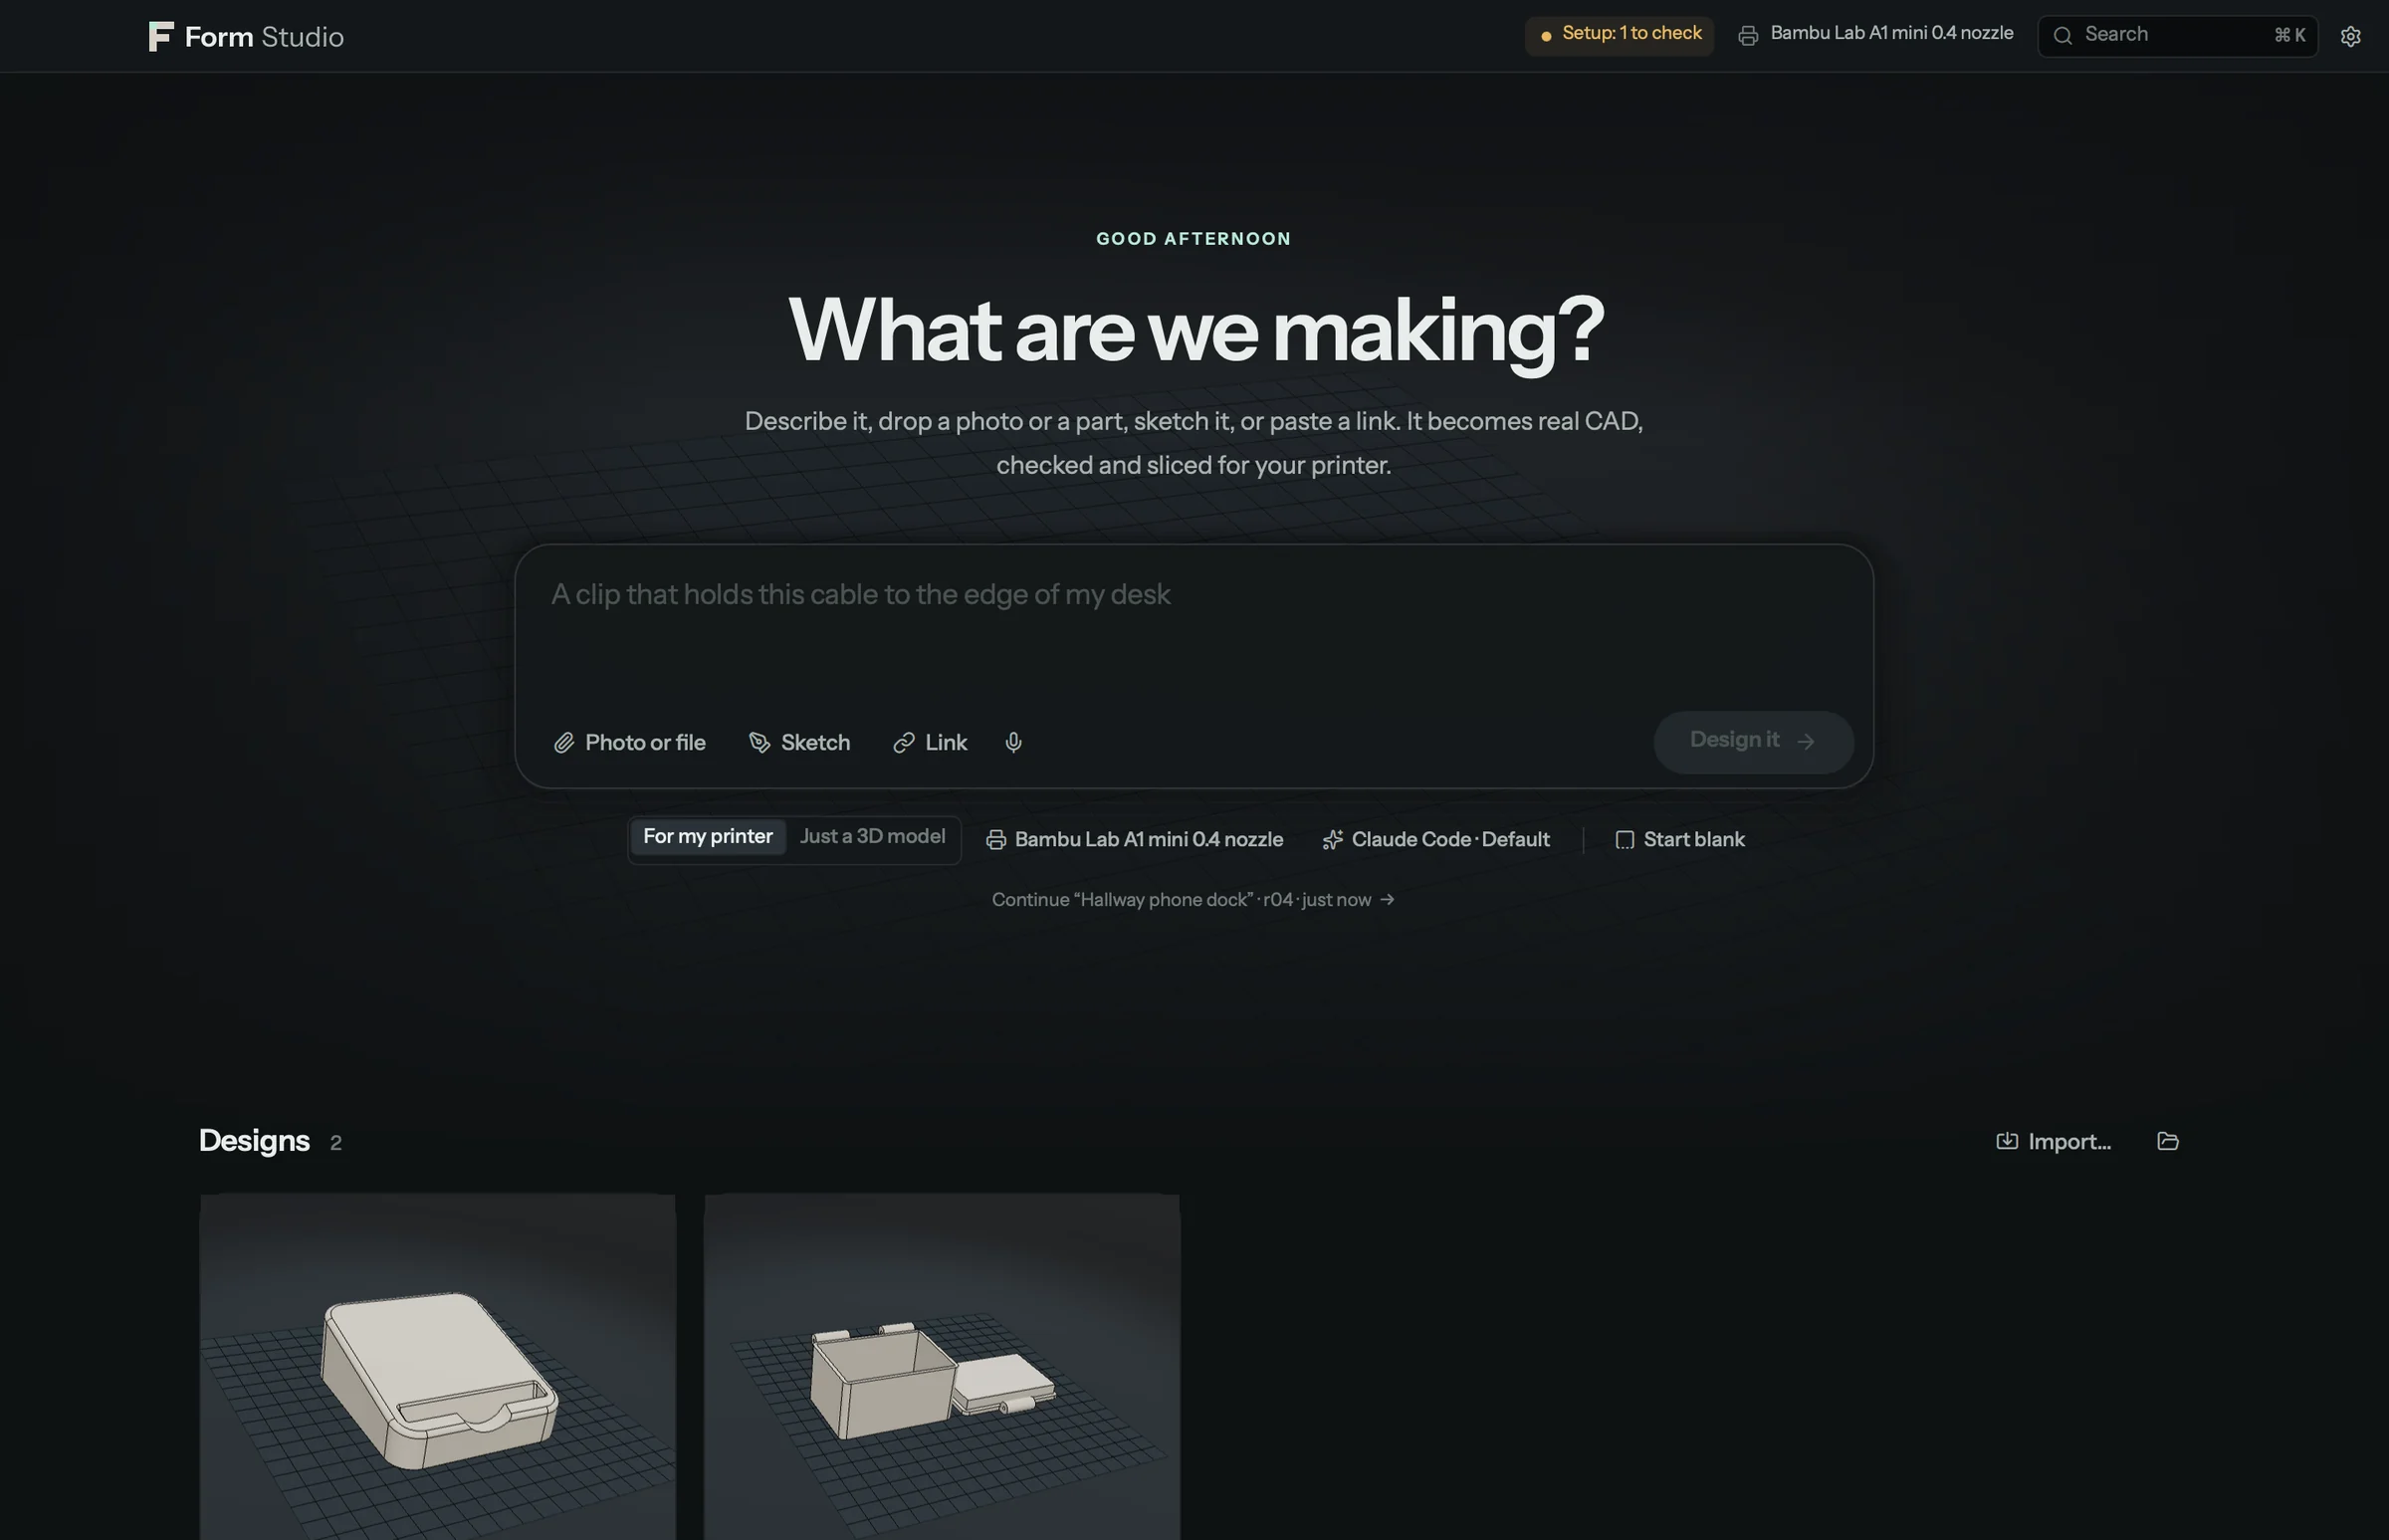 Form Studio
Setup: 1 to check
Bambu Lab A1 mini 0.4 nozzle
Search
⌘ K
GOOD AFTERNOON
What are we making?
Describe it, drop a photo or a part, sketch it, or paste a link. It becomes real CAD,
checked and sliced for your printer.
A clip that holds this cable to the edge of my desk
Photo or file
Sketch
Link
Design it →
For my printer
Just a 3D model
Bambu Lab A1 mini 0.4 nozzle
Claude Code · Default
Start blank
Continue “Hallway phone dock” · r04 · just now →
Designs 2
Import...